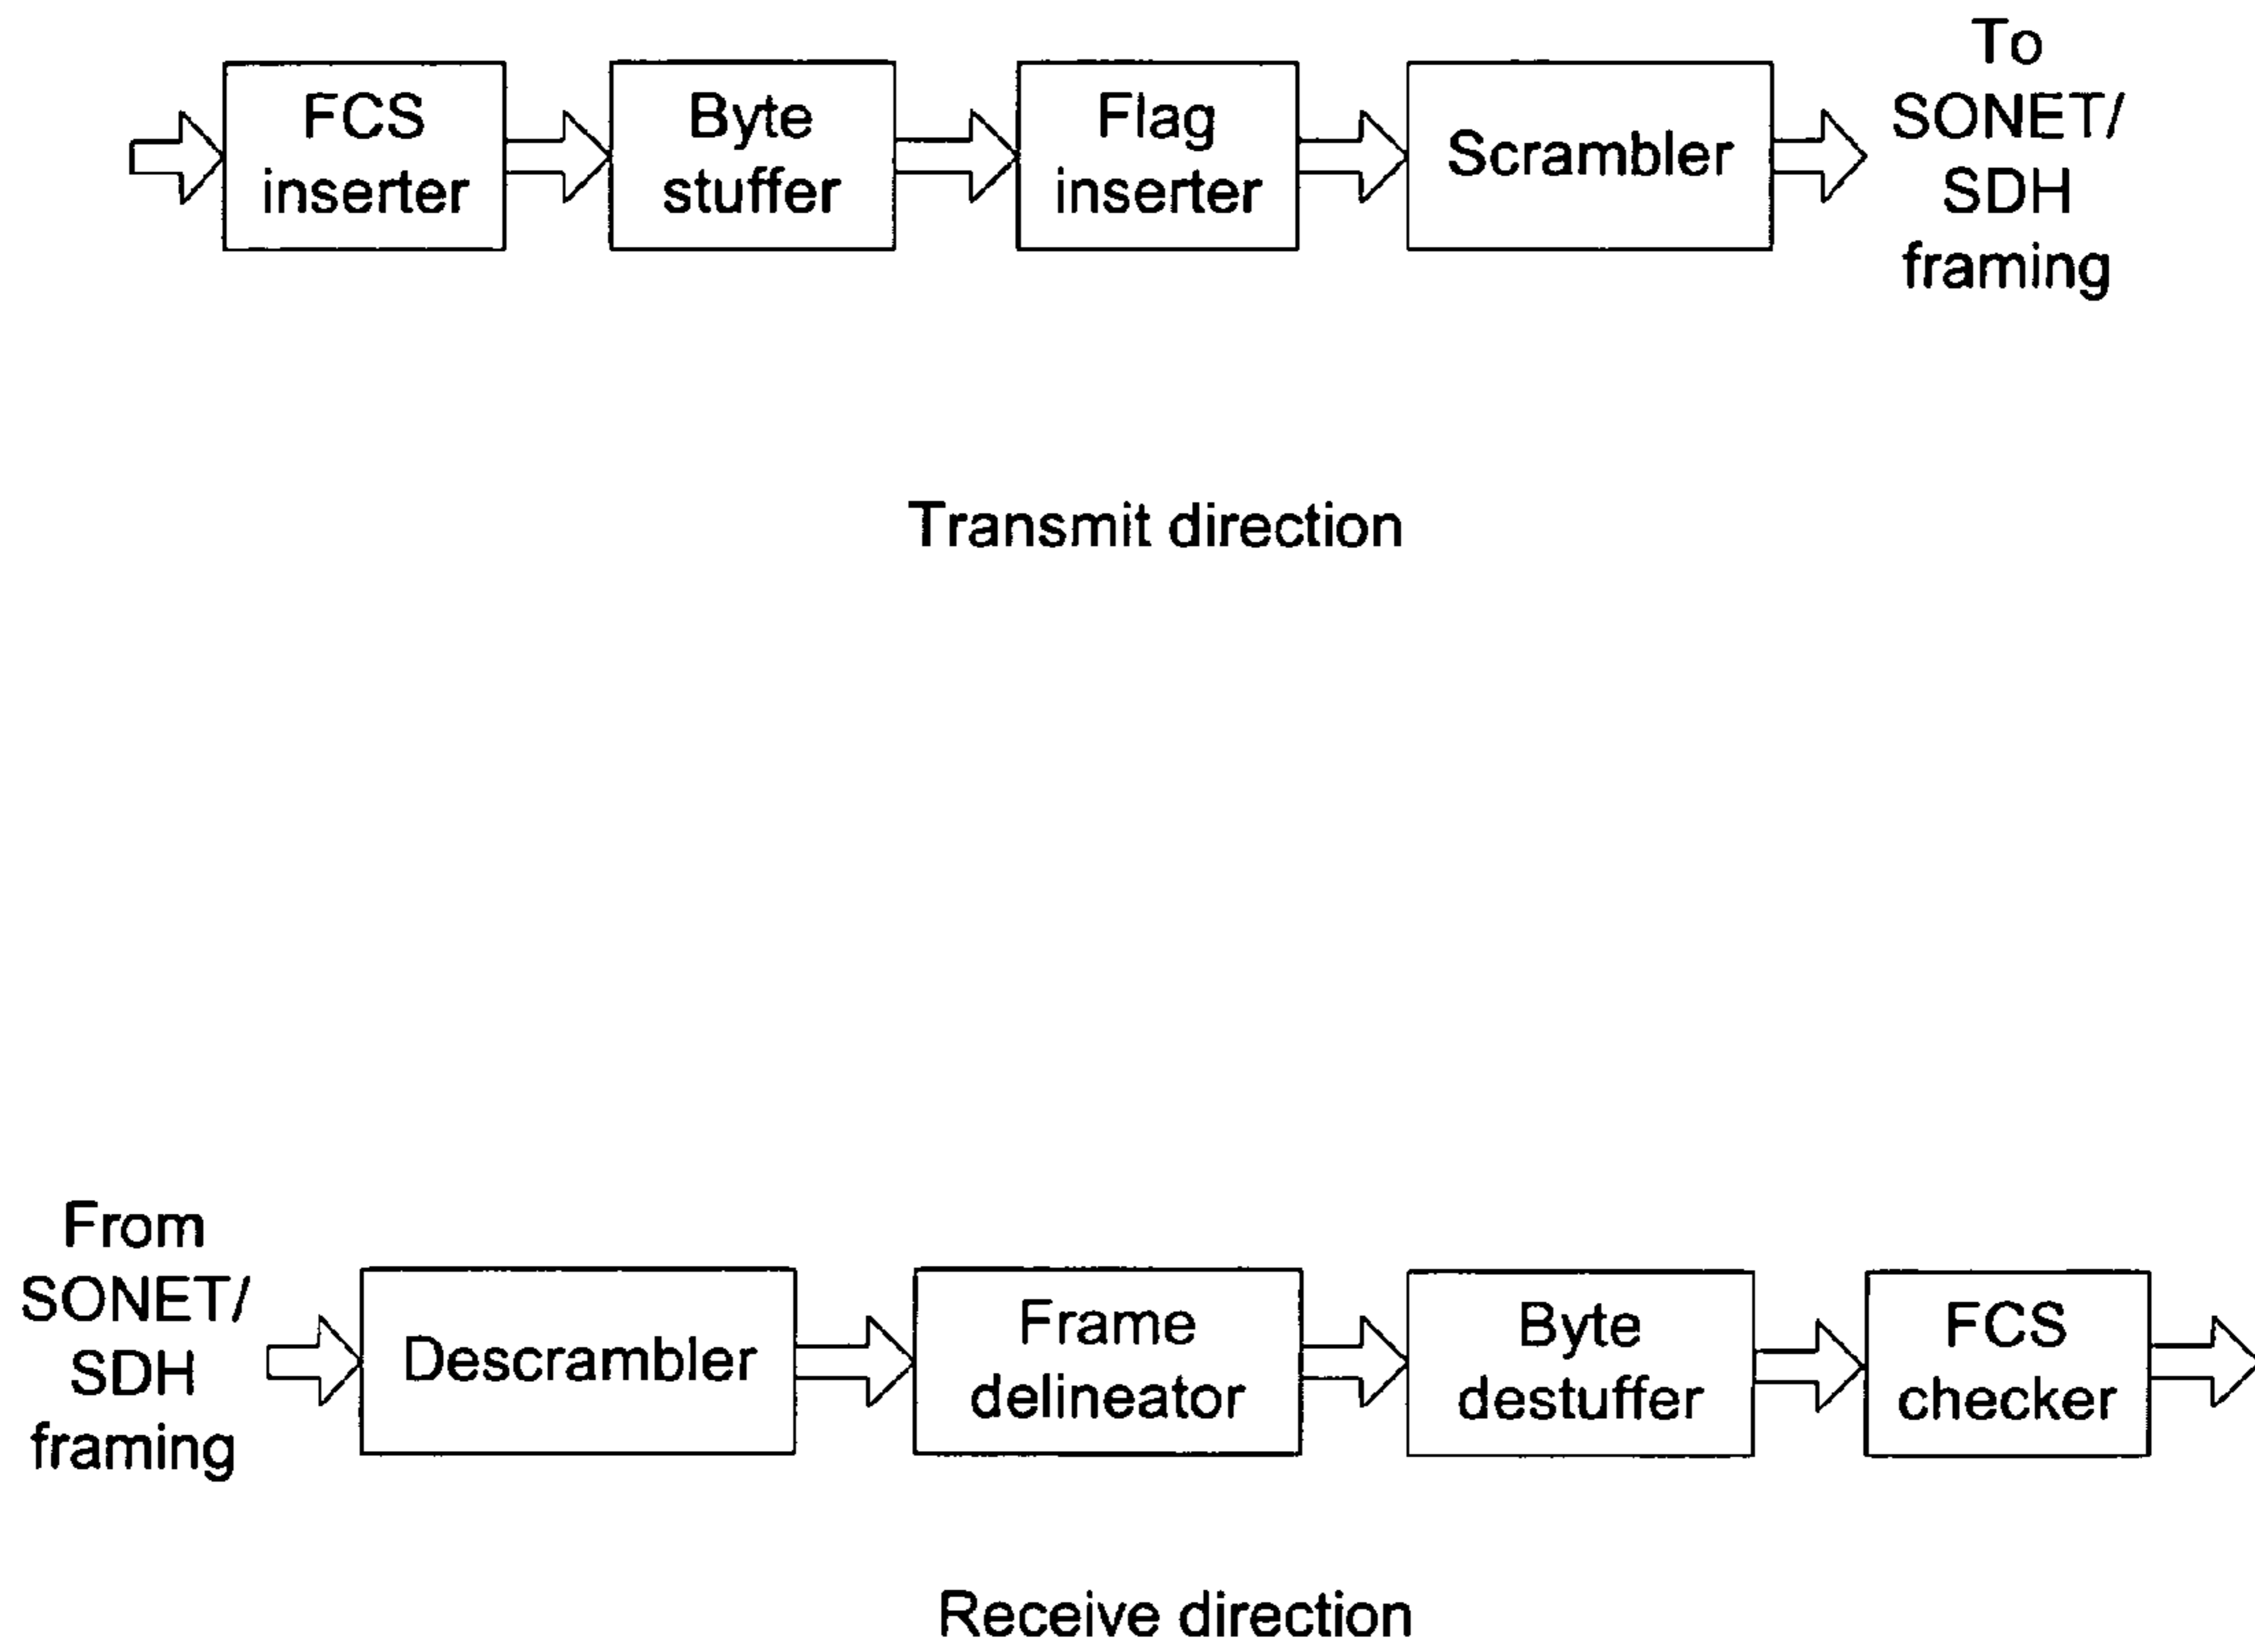 FCS
inserter
Byte
stuffer
Flag
inserter
Scrambler
To
SONET/
SDH
framing
Transmit direction
From
SONET/
SDH
framing
Descrambler
Frame
delineator
Byte
destuffer
FCS
checker
Receive direction